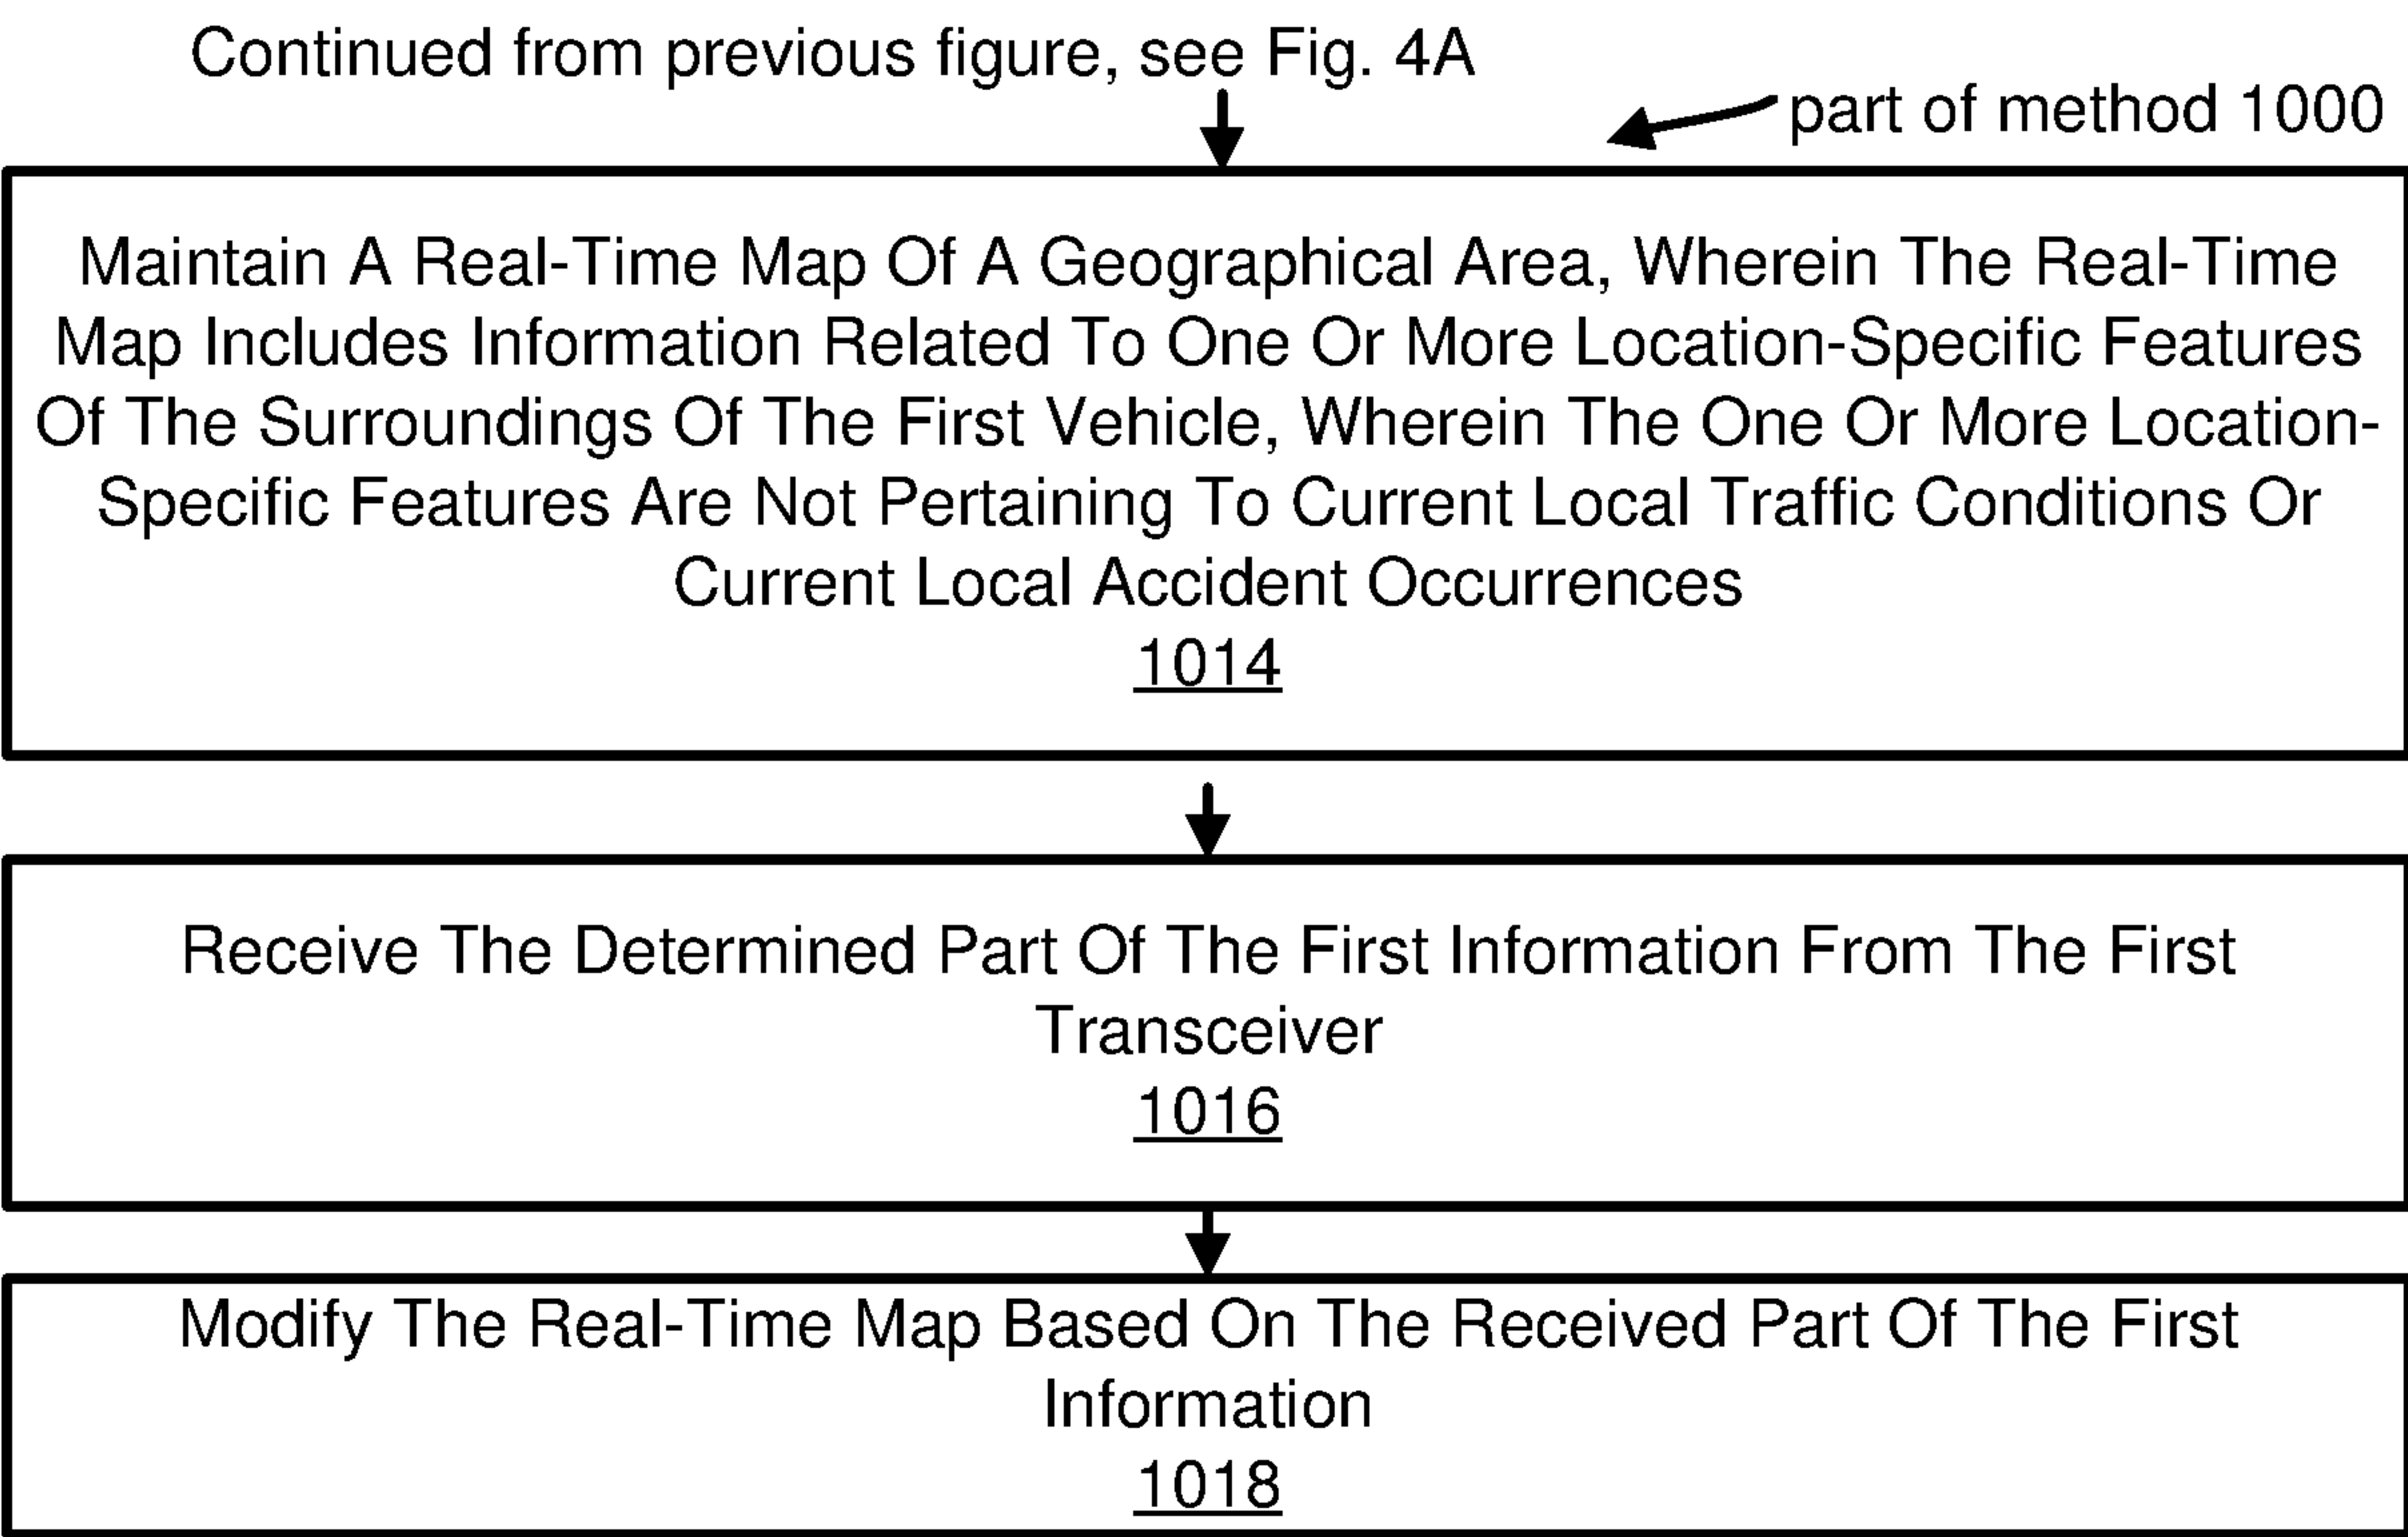 Continued from previous figure, see Fig. 4A
part of method 1000
Maintain A Real-Time Map Of A Geographical Area, Wherein The Real-Time
Map Includes Information Related To One Or More Location-Specific Features
Of The Surroundings Of The First Vehicle, Wherein The One Or More Location-
Specific Features Are Not Pertaining To Current Local Traffic Conditions Or
Current Local Accident Occurrences
1014
Receive The Determined Part Of The First Information From The First
Transceiver
1016
Modify The Real-Time Map Based On The Received Part Of The First
Information
1018